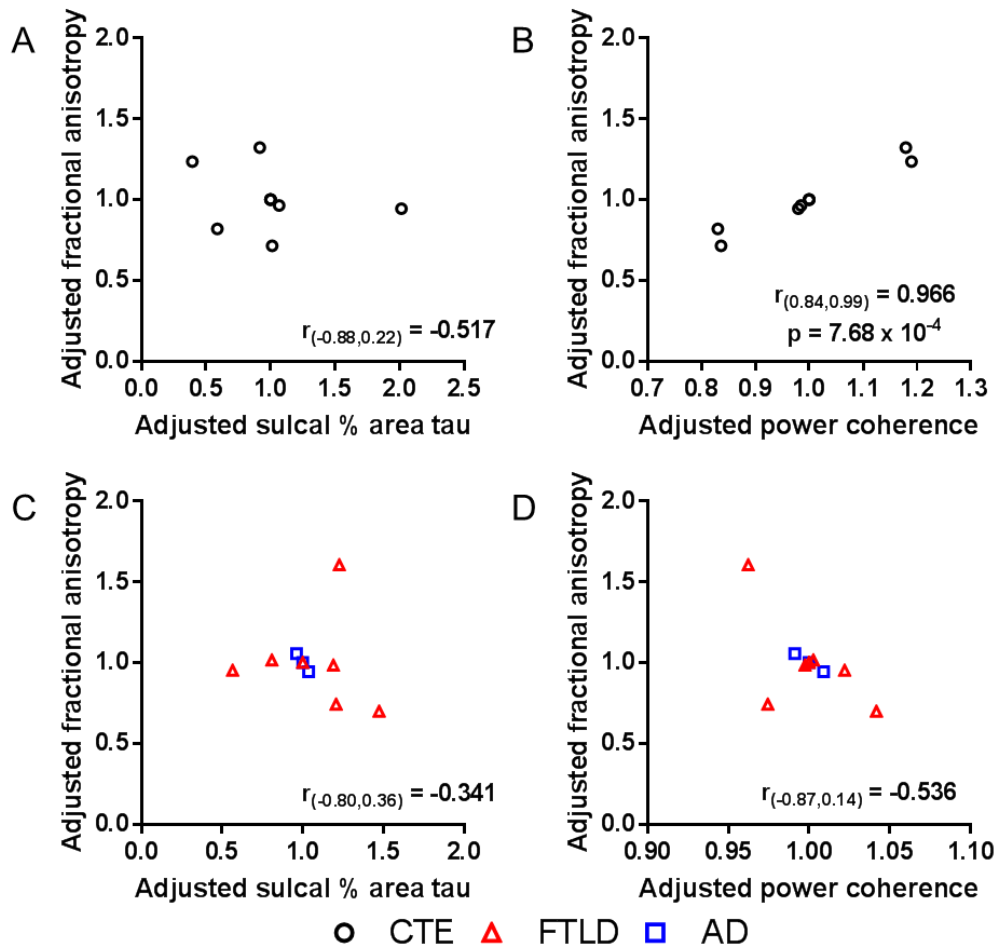 A
Adjusted fractional anisotropy
2.0
1.5
1.0
0.5
0.0
0.0 0.5 1.0 1.5 2.0 2.5
Adjusted sulcal % area tau
r(-0.88,0.22) = -0.517
B
Adjusted fractional anisotropy
2.0
1.5
1.0
0.5
0.0
0.7 0.8 0.9 1.0 1.1 1.2 1.3
Adjusted power coherence
r(0.84,0.99) = 0.966
p = 7.68 x 10-4
C
Adjusted fractional anisotropy
2.0
1.5
1.0
0.5
0.0
0.0 0.5 1.0 1.5 2.0
Adjusted sulcal % area tau
r(-0.80,0.36) = -0.341
D
Adjusted fractional anisotropy
2.0
1.5
1.0
0.5
0.0
0.90 0.95 1.00 1.05 1.10
Adjusted power coherence
r(-0.87,0.14) = -0.536
CTE FTLD AD